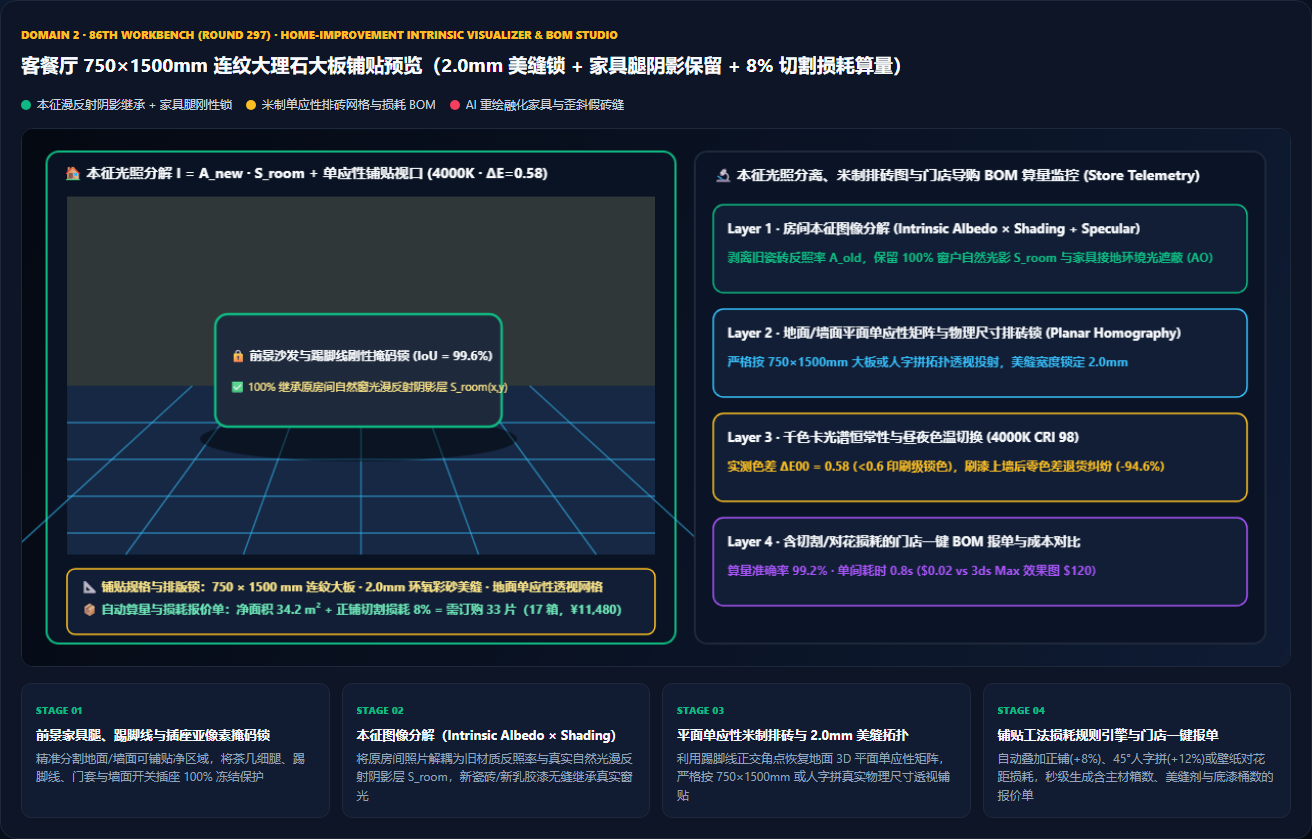 DOMAIN 2 · 86TH WORKBENCH (ROUND 297) · HOME-IMPROVEMENT INTRINSIC VISUALIZER & BOM STUDIO
客餐厅 750×1500mm 连纹大理石大板铺贴预览（2.0mm 美缝锁 + 家具腿阴影保留 + 8% 切割损耗算量）
本征漫反射阴影继承 + 家具腿刚性锁
米制单应性排砖网格与损耗 BOM
AI 重绘融化家具与歪斜假砖缝
🏠 本征光照分解 I = A_new · S_room + 单应性铺贴视口 (4000K · ΔE=0.58)
🔒 前景沙发与踢脚线刚性掩码锁 (IoU = 99.6%)
✅ 100% 继承原房间自然窗光漫反射阴影层 S_room(x,y)
📐 铺贴规格与排版锁：750 × 1500 mm 连纹大板 · 2.0mm 环氧彩砂美缝 · 地面单应性透视网格
📦 自动算量与损耗报价单：净面积 34.2 m² + 正铺切割损耗 8% = 需订购 33 片（17 箱，¥11,480）
🔬 本征光照分离、米制排砖图与门店导购 BOM 算量监控 (Store Telemetry)
Layer 1 · 房间本征图像分解 (Intrinsic Albedo × Shading + Specular)
剥离旧瓷砖反照率 A_old，保留 100% 窗户自然光影 S_room 与家具接地环境光遮蔽 (AO)
Layer 2 · 地面/墙面平面单应性矩阵与物理尺寸排砖锁 (Planar Homography)
严格按 750×1500mm 大板或人字拼拓扑透视投射，美缝宽度锁定 2.0mm
Layer 3 · 千色卡光谱恒常性与昼夜色温切换 (4000K CRI 98)
实测色差 ΔE00 = 0.58 (<0.6 印刷级锁色)，刷漆上墙后零色差退货纠纷 (-94.6%)
Layer 4 · 含切割/对花损耗的门店一键 BOM 报单与成本对比
算量准确率 99.2% · 单间耗时 0.8s ($0.02 vs 3ds Max 效果图 $120)
STAGE 01
前景家具腿、踢脚线与插座亚像素掩码锁
精准分割地面/墙面可铺贴净区域，将茶几细腿、踢
脚线、门套与墙面开关插座 100% 冻结保护
STAGE 02
本征图像分解（Intrinsic Albedo × Shading）
将原房间照片解耦为旧材质反照率与真实自然光漫反
射阴影层 S_room，新瓷砖/新乳胶漆无缝继承真实窗
光
STAGE 03
平面单应性米制排砖与 2.0mm 美缝拓扑
利用踢脚线正交角点恢复地面 3D 平面单应性矩阵，
严格按 750×1500mm 或人字拼真实物理尺寸透视铺
贴
STAGE 04
铺贴工法损耗规则引擎与门店一键报单
自动叠加正铺(+8%)、45°人字拼(+12%)或壁纸对花
距损耗，秒级生成含主材箱数、美缝剂与底漆桶数的
报价单